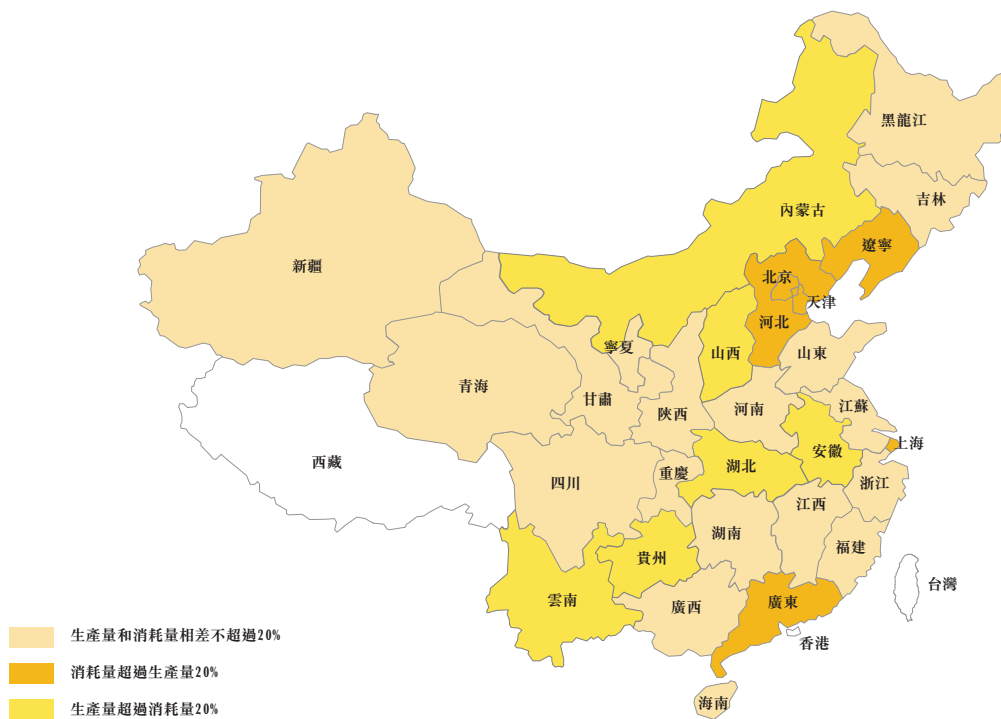 黑龍江
吉林
內蒙古
遼寧
新疆
北京
天津
河北
寧夏
山西
山東
青海
甘肅
陝西
河南
江蘇
上海
安徽
西藏
湖北
重慶
四川
浙江
江西
湖南
福建
貴州
台灣
雲南
廣西
廣東
香港
海南
生產量和消耗量相差不超過20%
消耗量超過生產量20%
生產量超過消耗量20%